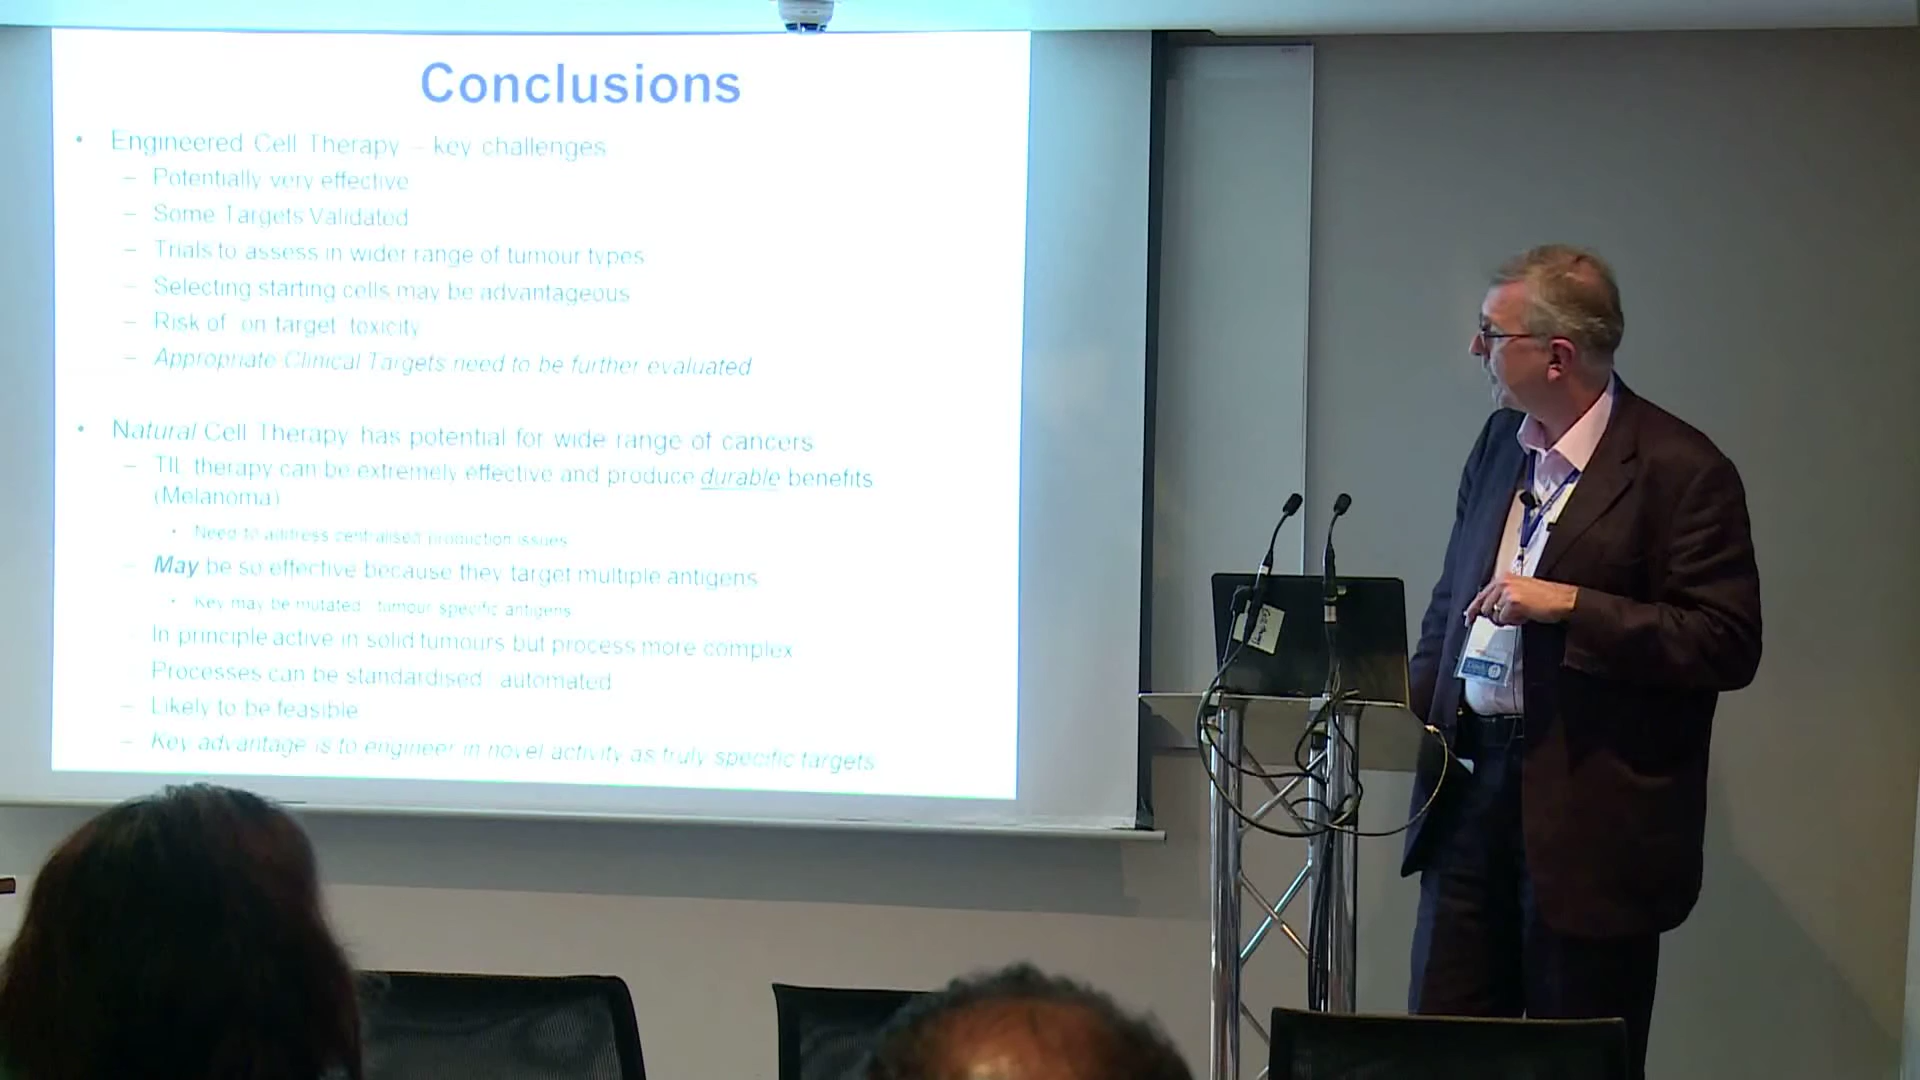 Conclusions
• Engineered Cell Therapy – key challenges
– Potentially very effective
– Some Targets Validated
– Trials to assess in wider range of tumour types
– Selecting starting cells may be advantageous
– Risk of on target toxicity
– Appropriate Clinical Targets need to be further evaluated
• Natural Cell Therapy has potential for wide range of cancers
– TIL therapy can be extremely effective and produce durable benefits
(Melanoma)
• Need to address centralised production issues
– May be so effective because they target multiple antigens
• Key may be mutated tumour specific antigens
– In principle active in solid tumours but process more complex
Processes can be standardised automated
– Likely to be feasible
– Key advantage is to engineer in novel activity as truly specific targets